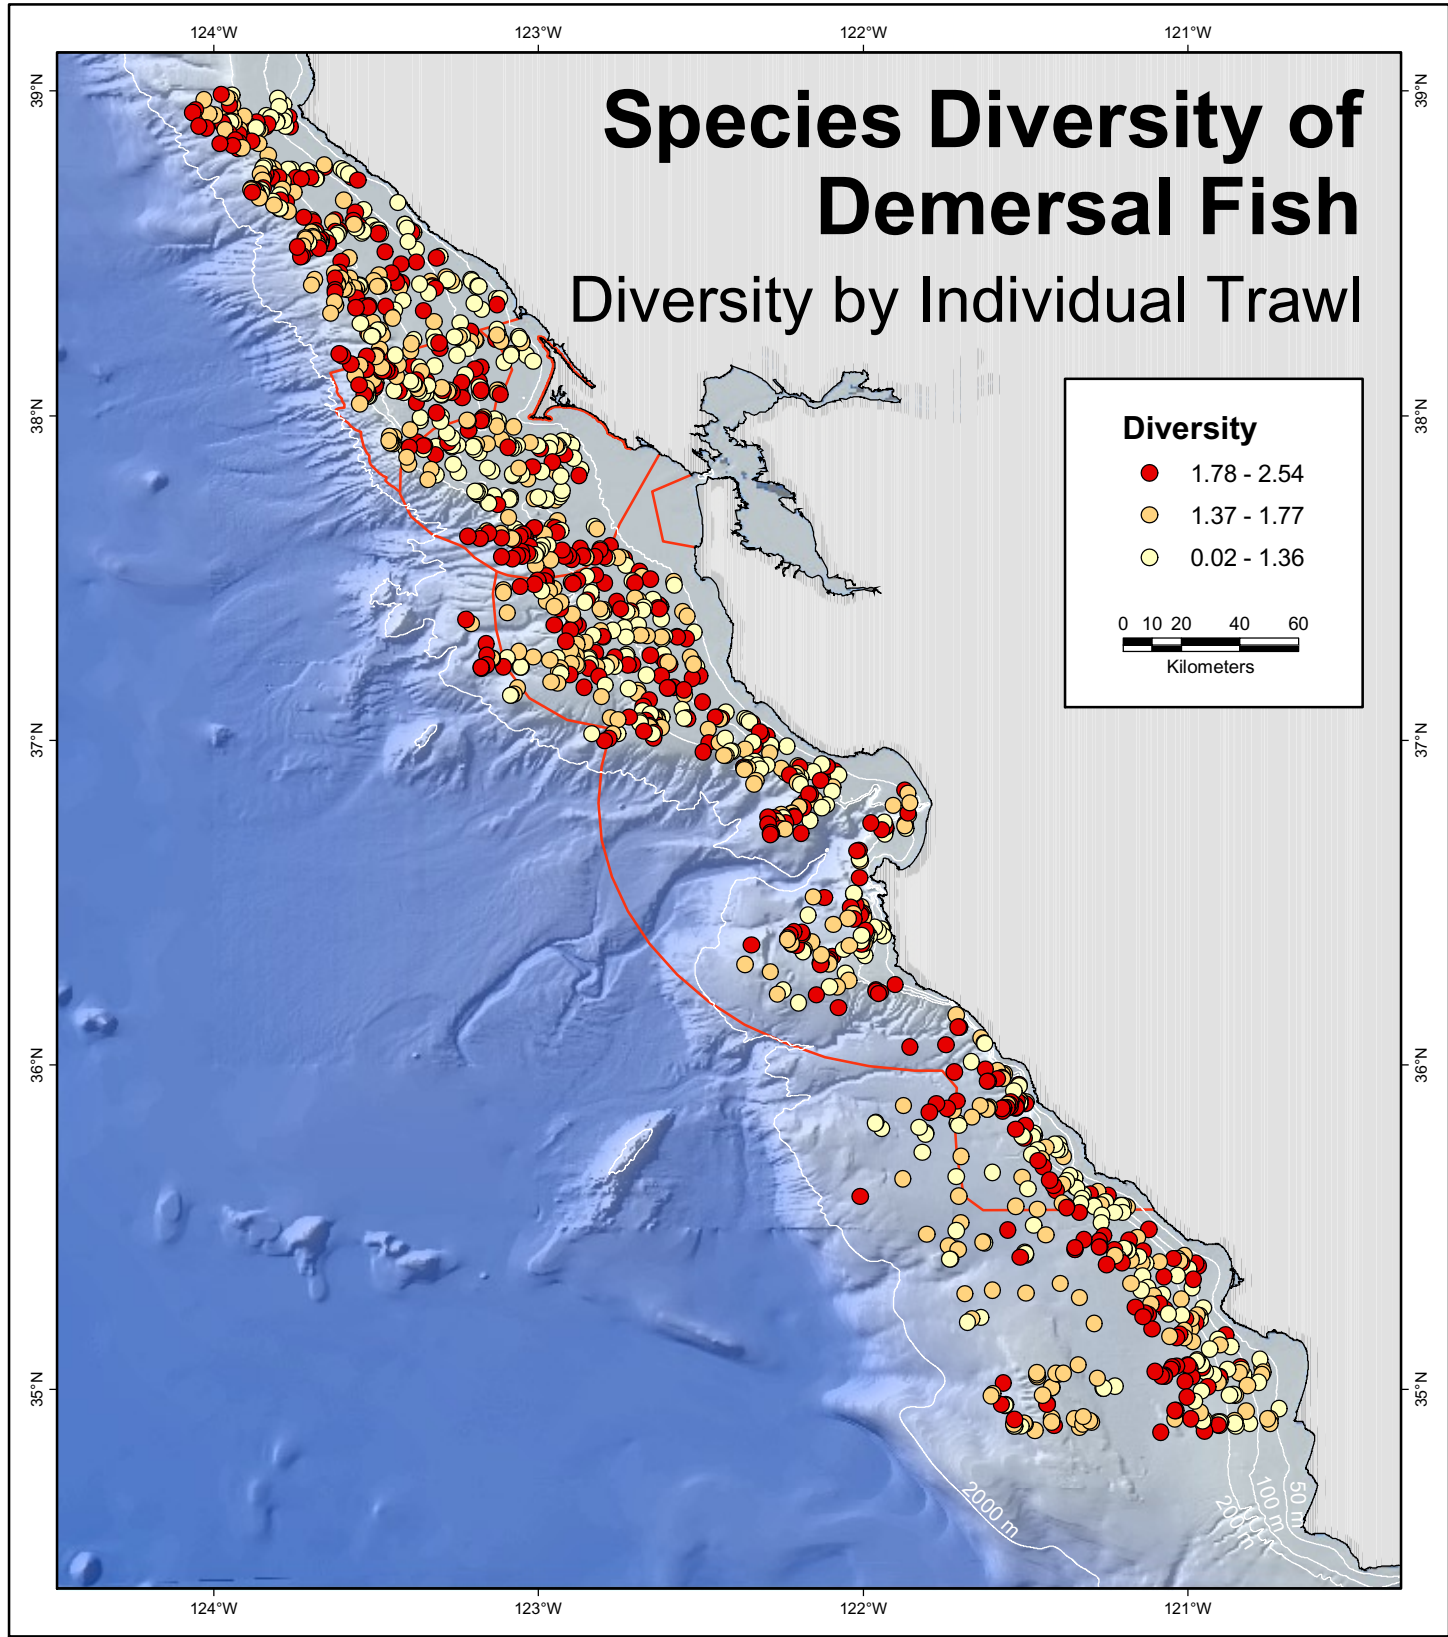 124°W
123°W
122°W
121°W
39°N
39°N
Species Diversity of
Demersal Fish
Diversity by Individual Trawl
Diversity
1.78 - 2.54
1.37 - 1.77
0.02 - 1.36
0 10 20 40 60
Kilometers
38°N
38°N
37°N
37°N
36°N
36°N
35°N
35°N
2000 m
200 m
100 m
50 m
124°W
123°W
122°W
121°W